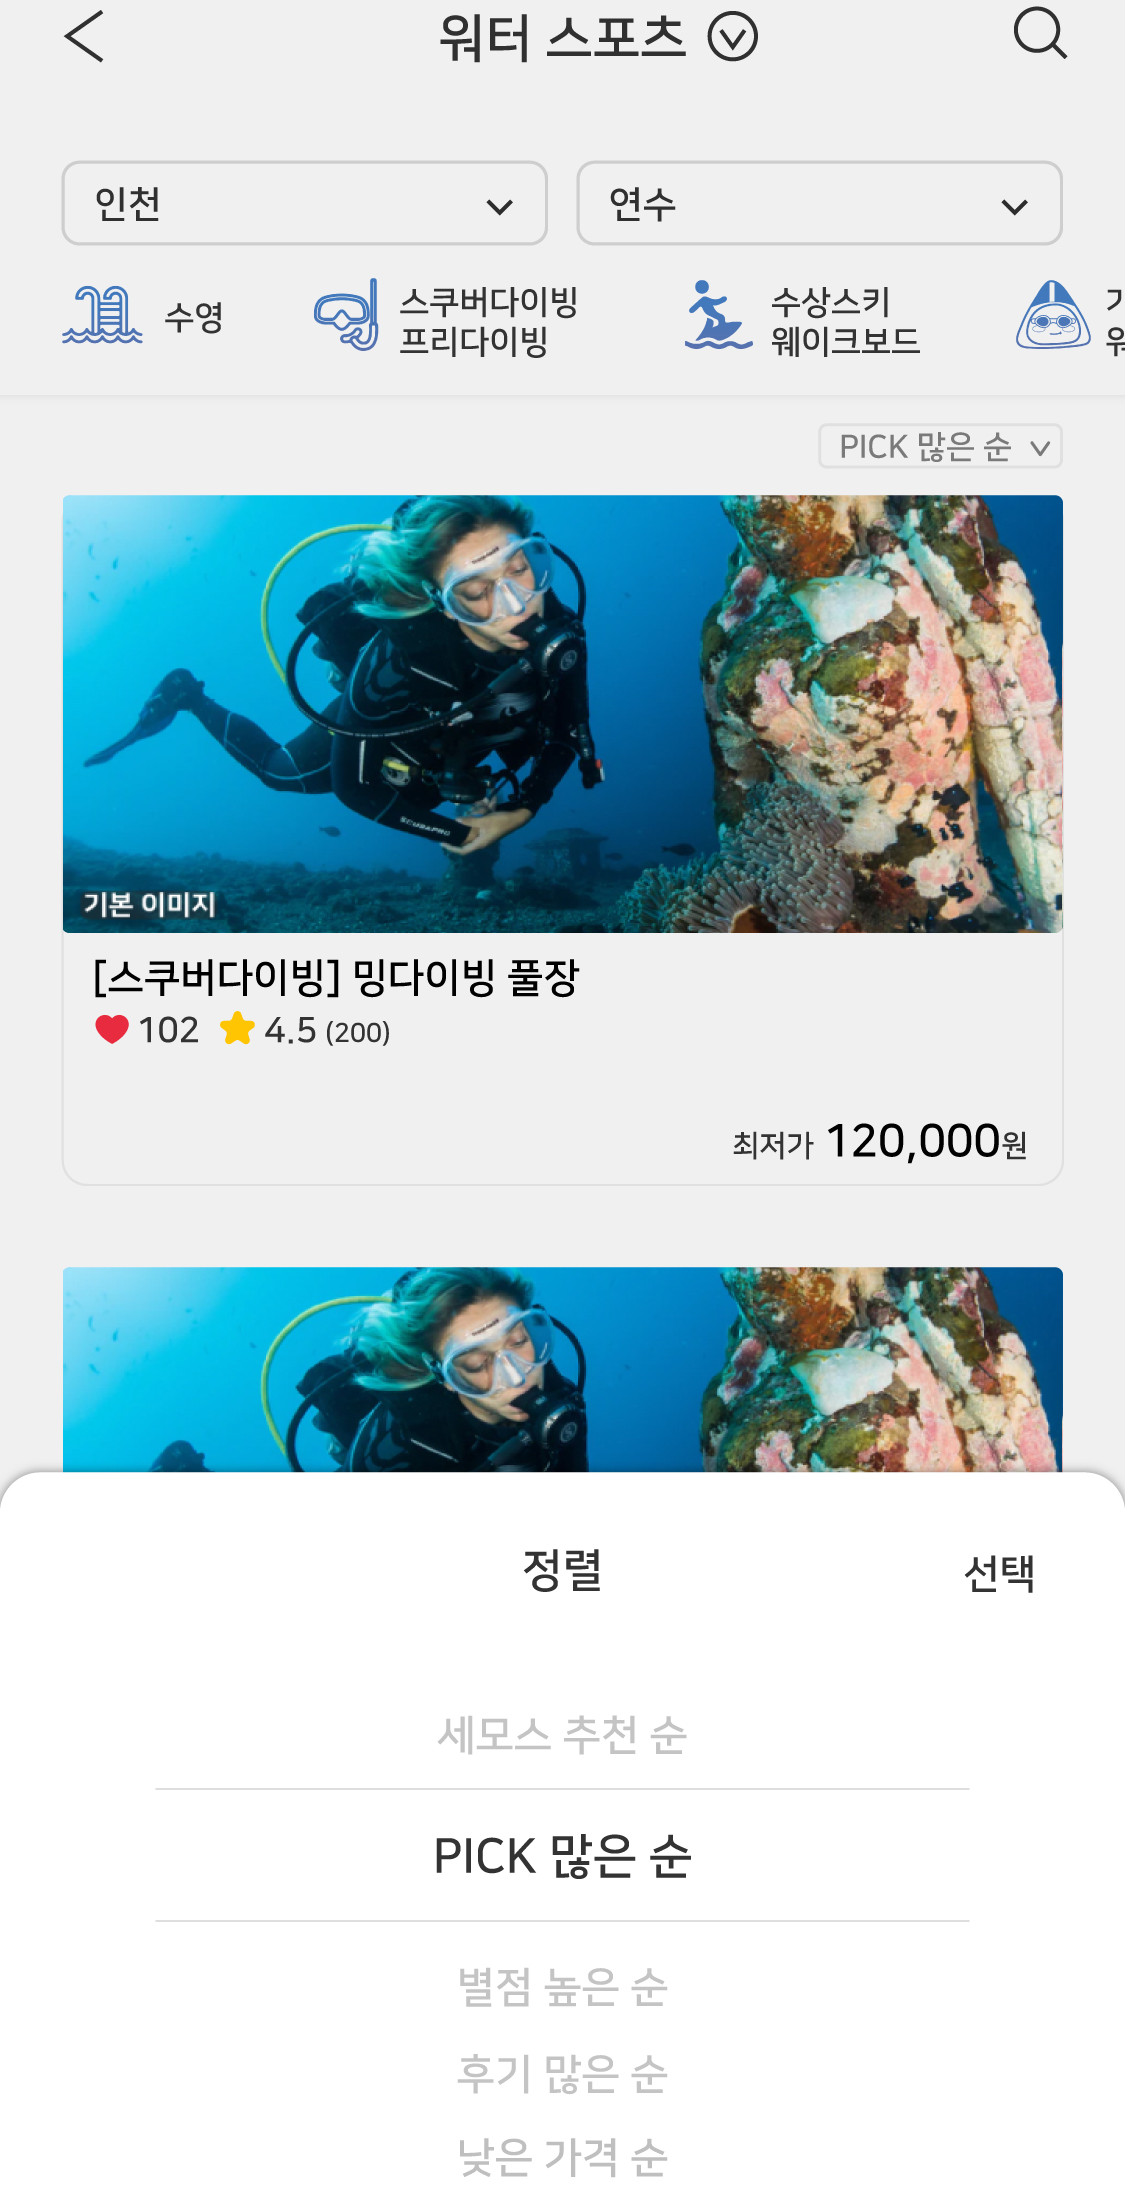 워터 스포츠
인천
연수
수영
스쿠버다이빙
프리다이빙
수상스키
웨이크보드
PICK 많은 순
SCUBAPRO
기본 이미지
[스쿠버다이빙] 밍다이빙 풀장
102 4.5 (200)
최저가 120,000원
정렬
선택
세모스 추천 순
PICK 많은 순
별점 높은 순
후기 많은 순
낮은 가격 순